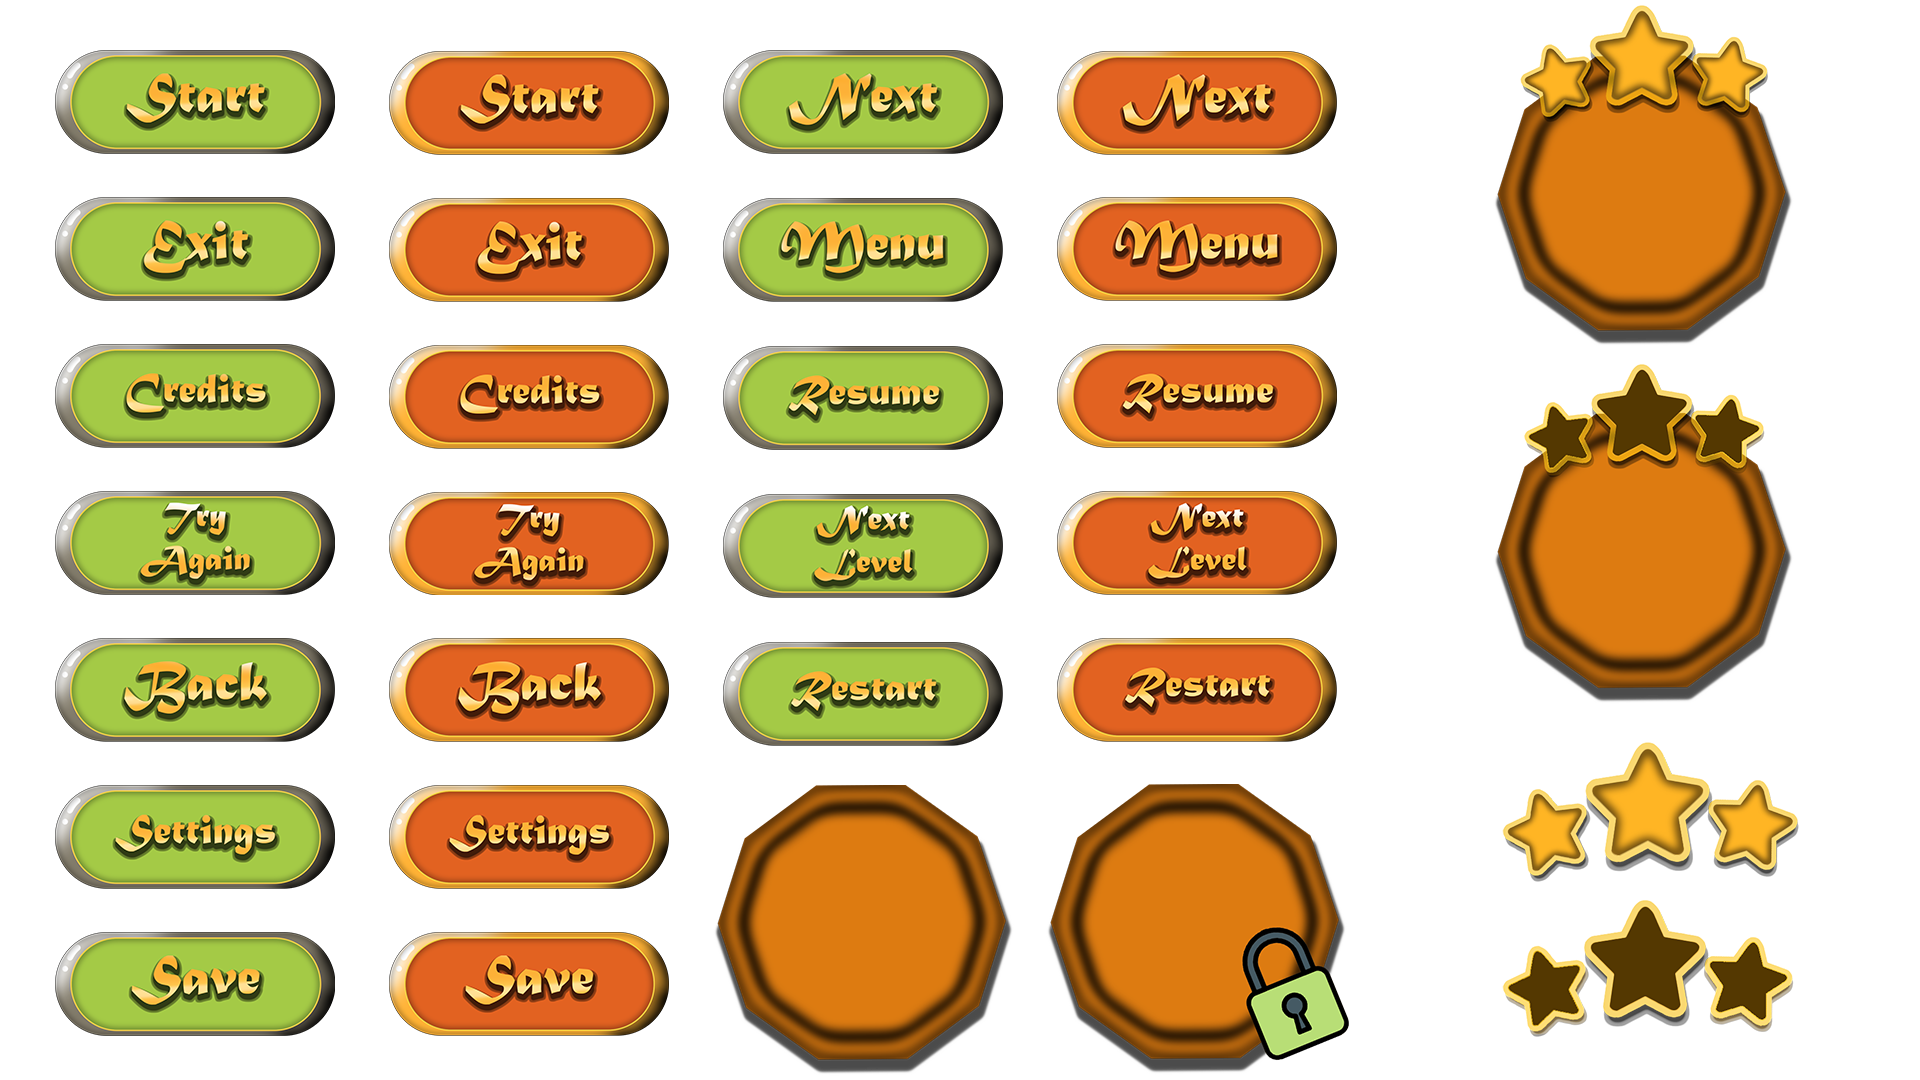 Start
Start
Next
Next
Exit
Exit
Menu
Menu
Credits
Credits
Resume
Resume
Try
Again
Try
Again
Next
Level
Next
Level
Back
Back
Restart
Restart
Settings
Settings
Save
Save